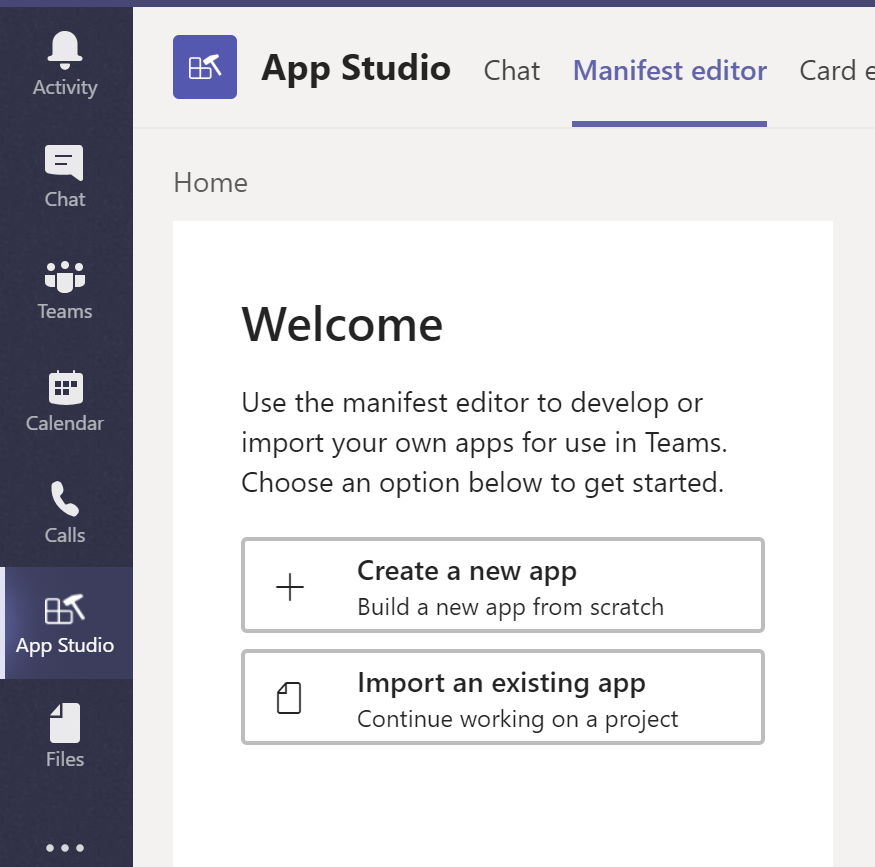 Activity
Chat
Teams
Calendar
Calls
App Studio
Files
App Studio
Chat
Manifest editor
Card e
Home
Welcome
Use the manifest editor to develop or
import your own apps for use in Teams.
Choose an option below to get started.
Create a new app
Build a new app from scratch
Import an existing app
Continue working on a project